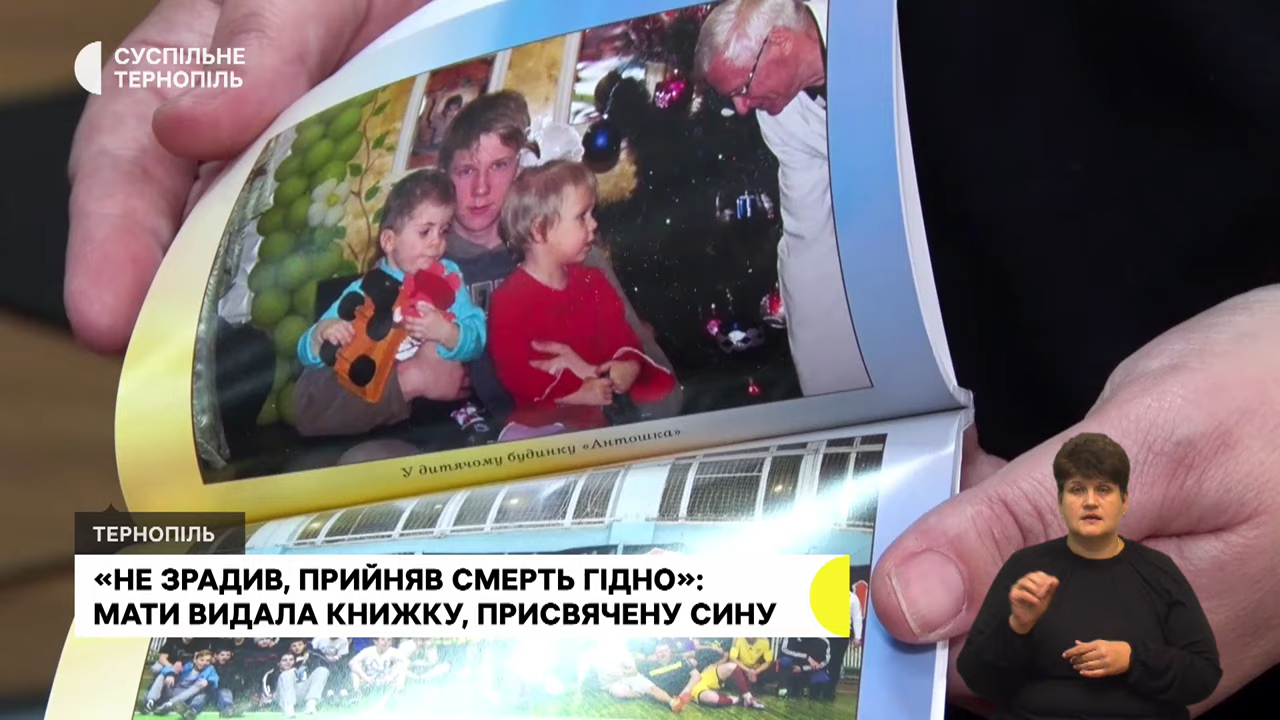 СУСПІЛЬНЕ
ТЕРНОПІЛЬ
У дитячому будинку «Антошка»
ТЕРНОПІЛЬ
«НЕ ЗРАДИВ, ПРИЙНЯВ СМЕРТЬ ГІДНО»:
МАТИ ВИДАЛА КНИЖКУ, ПРИСВЯЧЕНУ СИНУ